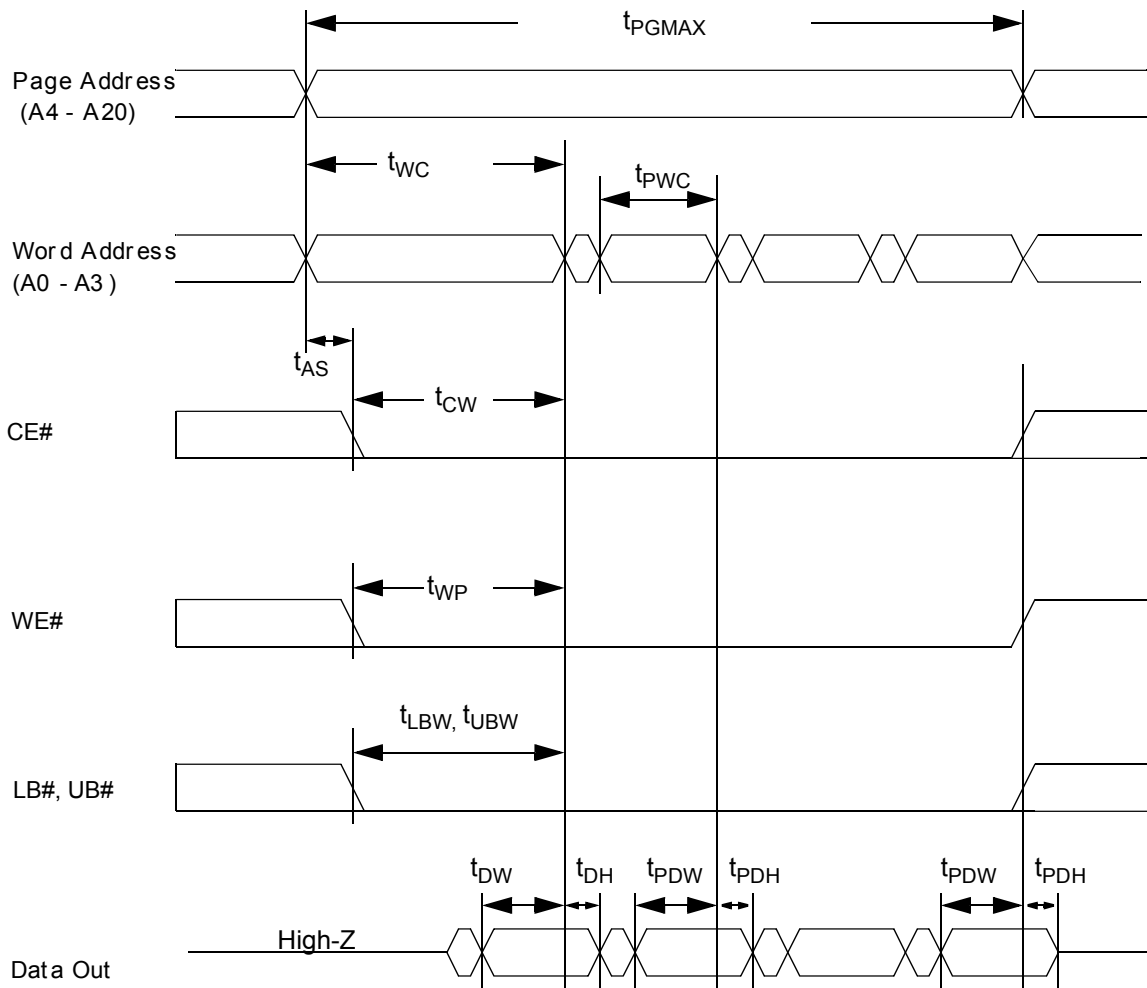 tPGMAX
Page Address
(A4 - A20)
tWC
tPWC
Word Address
(A0 - A3 )
tAS
tCW
CE#
tWP
WE#
tLBW, tUBW
LB#, UB#
tDW
tDH
tPDW
tPDH
tPDW
tPDH
High-Z
Data Out